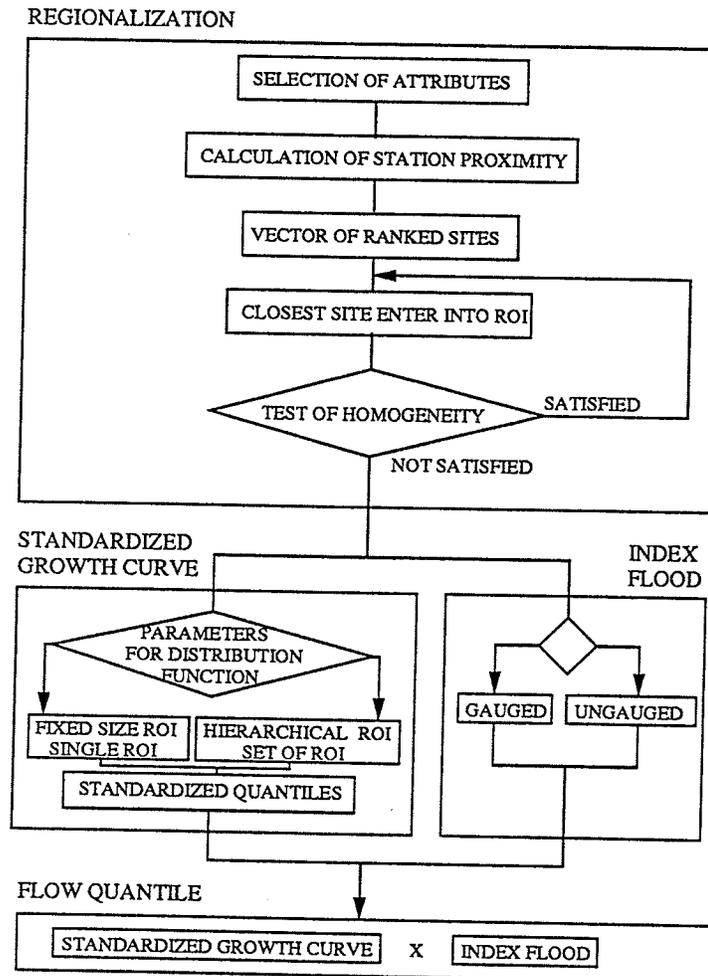 REGIONALIZATION
SELECTION OF ATTRIBUTES
CALCULATION OF STATION PROXIMITY
VECTOR OF RANKED SITES
CLOSEST SITE ENTER INTO ROI
TEST OF HOMOGENEITY
SATISFIED
NOT SATISFIED
STANDARDIZED
GROWTH CURVE
PARAMETERS
FOR DISTRIBUTION
FUNCTION
FIXED SIZE ROI
SINGLE ROI
HIERARCHICAL ROI
SET OF ROI
STANDARDIZED QUANTILES
INDEX
FLOOD
GAUGED
UNGAUGED
FLOW QUANTILE
STANDARDIZED GROWTH CURVE X INDEX FLOOD